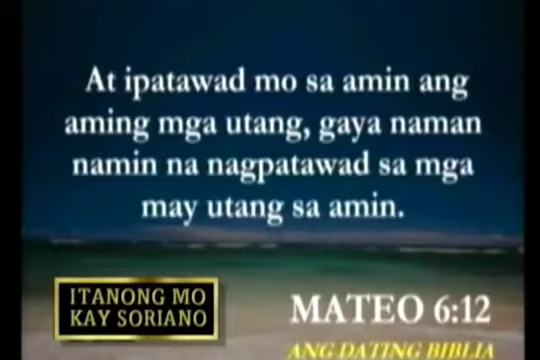 At ipatawad mo sa amin ang
aming mga utang, gaya naman
namin na nagpatawad sa mga
may utang sa amin.
ITANONG MO
KAY SORIANO
MATEO 6:12
ANG DATING BIBLIA